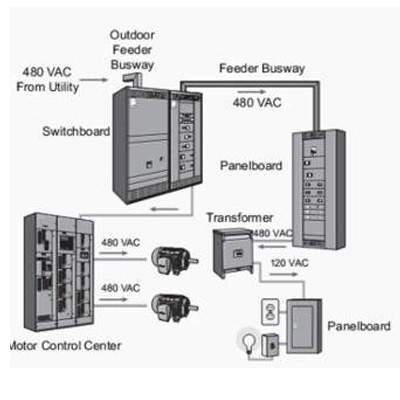 Outdoor
Feeder
Busway
480 VAC
From Utility
Feeder Busway
480 VAC
Switchboard
Panelboard
Transformer
480 VAC
480 VAC
120 VAC
480 VAC
Panelboard
Motor Control Center